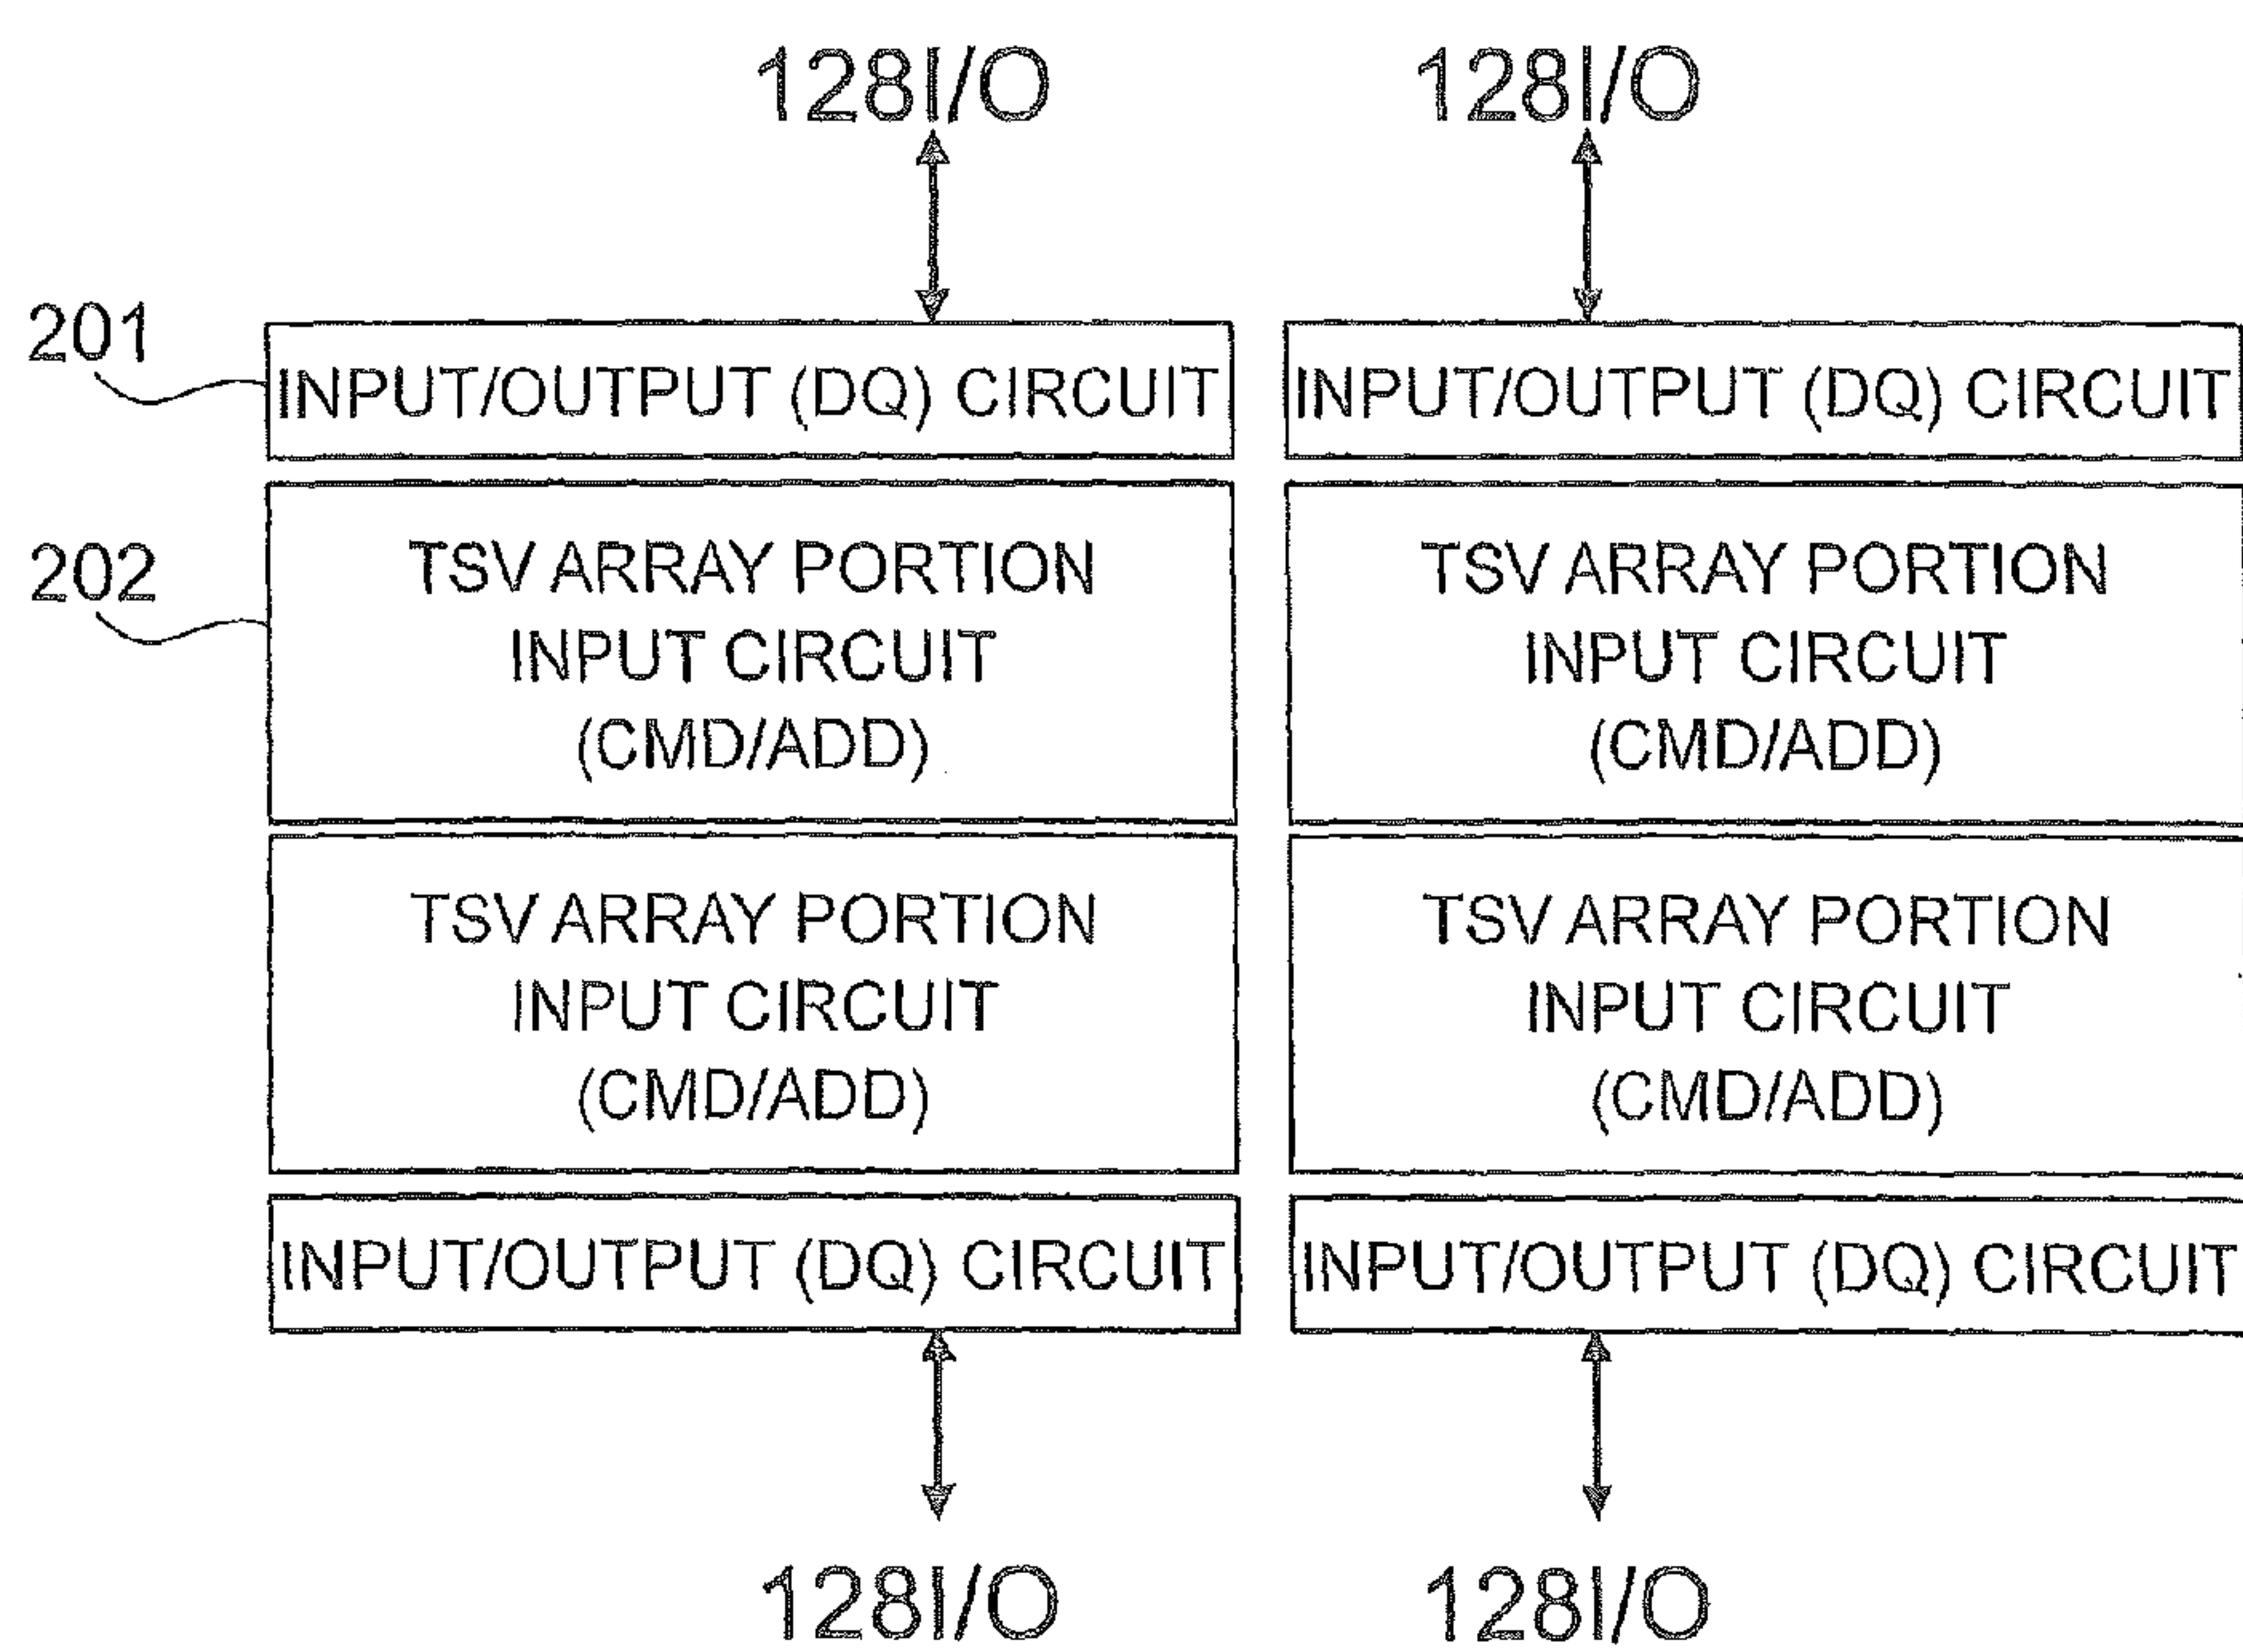 128I/O 128I/O
201
INPUT/OUTPUT (DQ) CIRCUIT INPUT/OUTPUT (DQ) CIRCUIT
202
TSV ARRAY PORTION
INPUT CIRCUIT
(CMD/ADD)
TSV ARRAY PORTION
INPUT CIRCUIT
(CMD/ADD)
TSV ARRAY PORTION
INPUT CIRCUIT
(CMD/ADD)
TSV ARRAY PORTION
INPUT CIRCUIT
(CMD/ADD)
INPUT/OUTPUT (DQ) CIRCUIT INPUT/OUTPUT (DQ) CIRCUIT
128I/O 128I/O